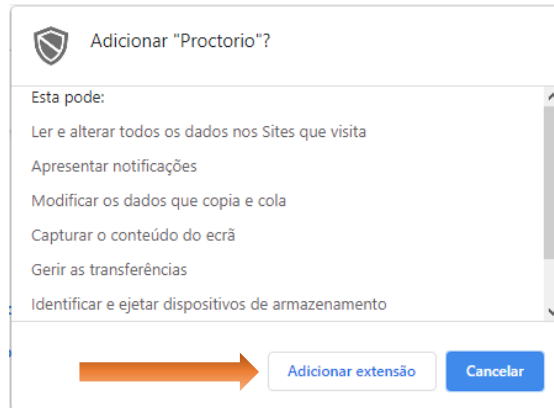 Adicionar "Proctorio"?
Esta pode:
Ler e alterar todos os dados nos Sites que visita
Apresentar notificações
Modificar os dados que copia e cola
Capturar o conteúdo do ecrã
Gerir as transferências
Identificar e ejetar dispositivos de armazenamento
Adicionar extensão
Cancelar